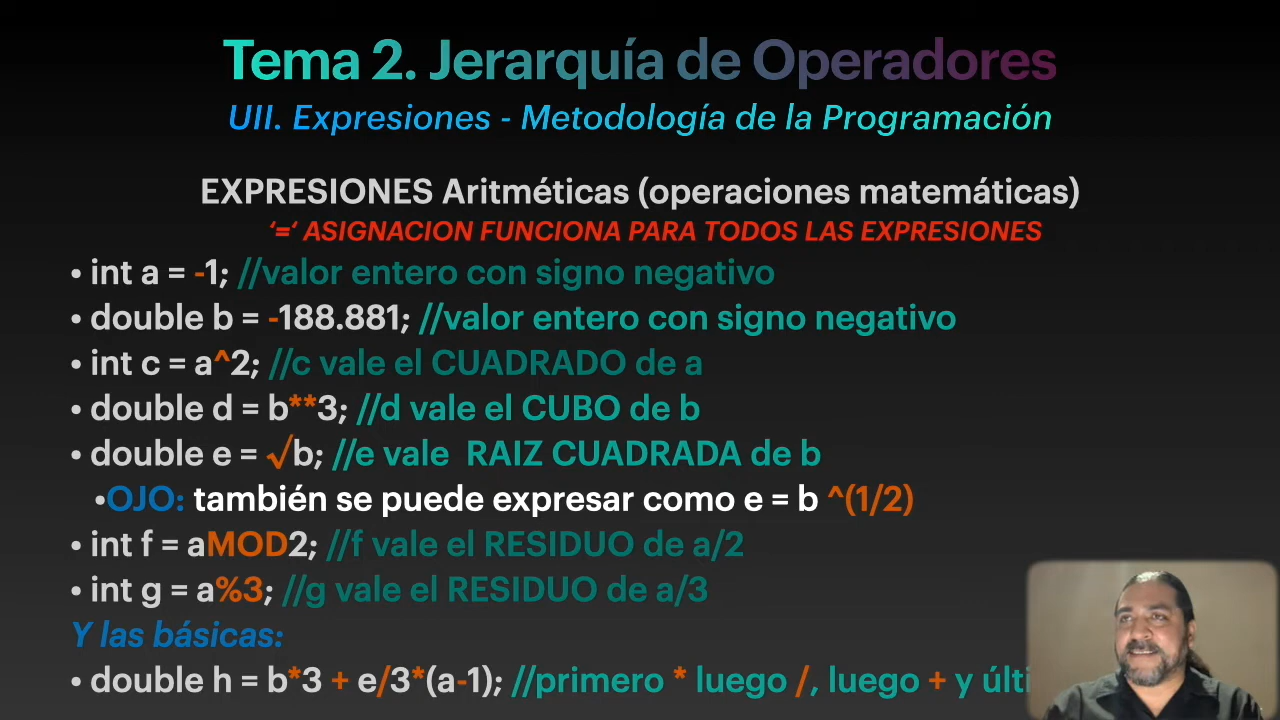 Tema 2. Jerarquía de Operadores
UII. Expresiones - Metodología de la Programación
EXPRESIONES Aritméticas (operaciones matemáticas)
‘=‘ ASIGNACION FUNCIONA PARA TODOS LAS EXPRESIONES
• int a = -1; //valor entero con signo negativo
• double b = -188.881; //valor entero con signo negativo
• int c = a^2; //c vale el CUADRADO de a
• double d = b**3; //d vale el CUBO de b
• double e = √b; //e vale  RAIZ CUADRADA de b
•OJO: también se puede expresar como e = b ^(1/2)
• int f = aMOD2; //f vale el RESIDUO de a/2
• int g = a%3; //g vale el RESIDUO de a/3
Y las básicas:
• double h = b*3 + e/3*(a-1); //primero * luego /, luego + y